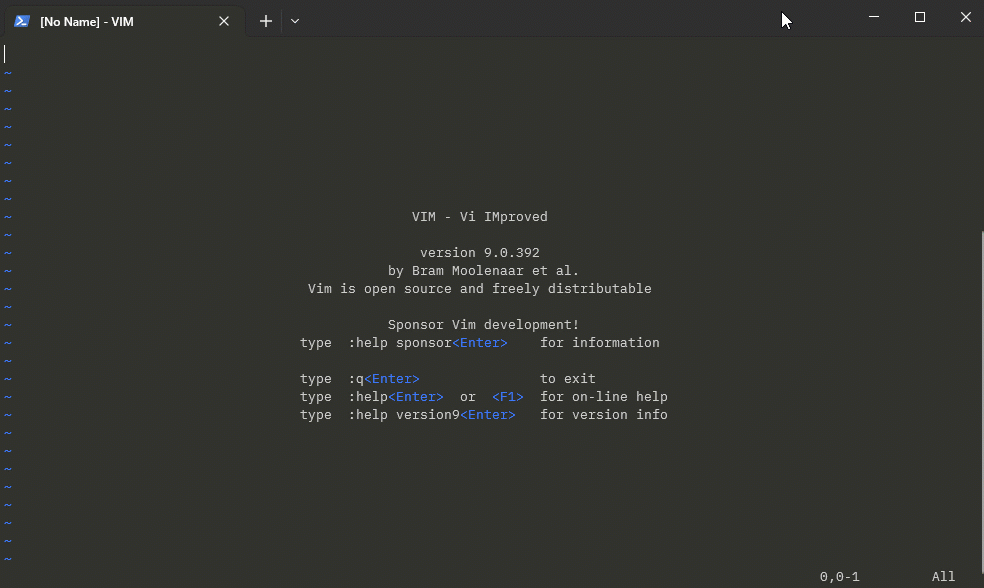 [No Name] - VIM
~
~
~
~
~
~
~
~
~ VIM - Vi IMproved
~
~ version 9.0.392
~ by Bram Moolenaar et al.
~ Vim is open source and freely distributable
~
~ Sponsor Vim development!
~ type :help sponsor<Enter> for information
~
~ type :q<Enter> to exit
~ type :help<Enter> or <F1> for on-line help
~ type :help version9<Enter> for version info
~
~
~
~
~
~
~
~
0,0-1 All